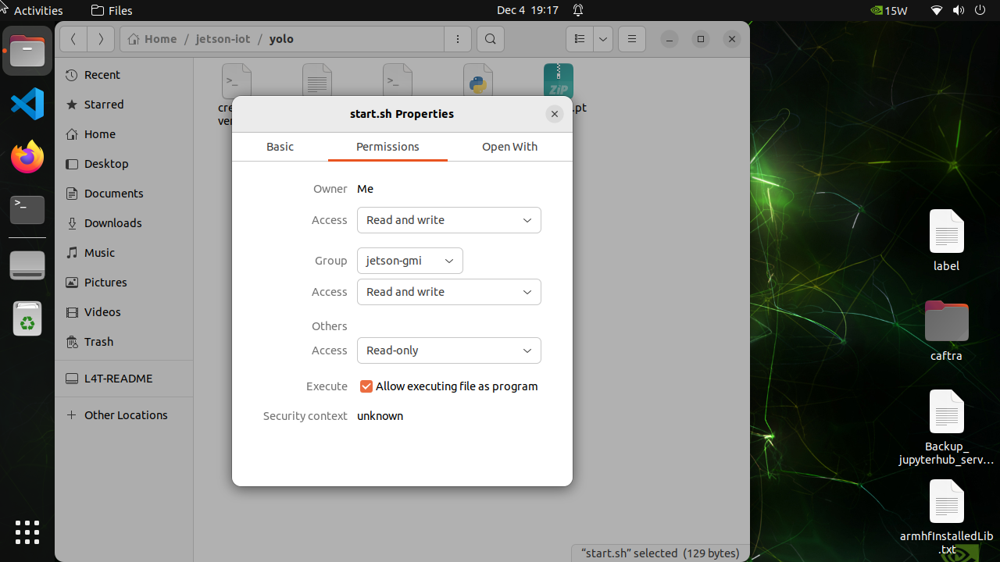 Activities
Files
Dec 4 19:17
15W
Home / jetson-iot / yolo
Recent
Starred
Home
Desktop
Documents
Downloads
Music
Pictures
Videos
Trash
L4T-README
Other Locations
>_
>_
ZIP
.pt
start.sh Properties
Basic
Permissions
Open With
Owner Me
Access Read and write
Group jetson-gmi
Access Read and write
Others
Access Read-only
Execute Allow executing file as program
Security context unknown
“start.sh” selected (129 bytes)
label
caftra
Backup_
jupyterhub_serv…
armhfInstalledLib
.txt